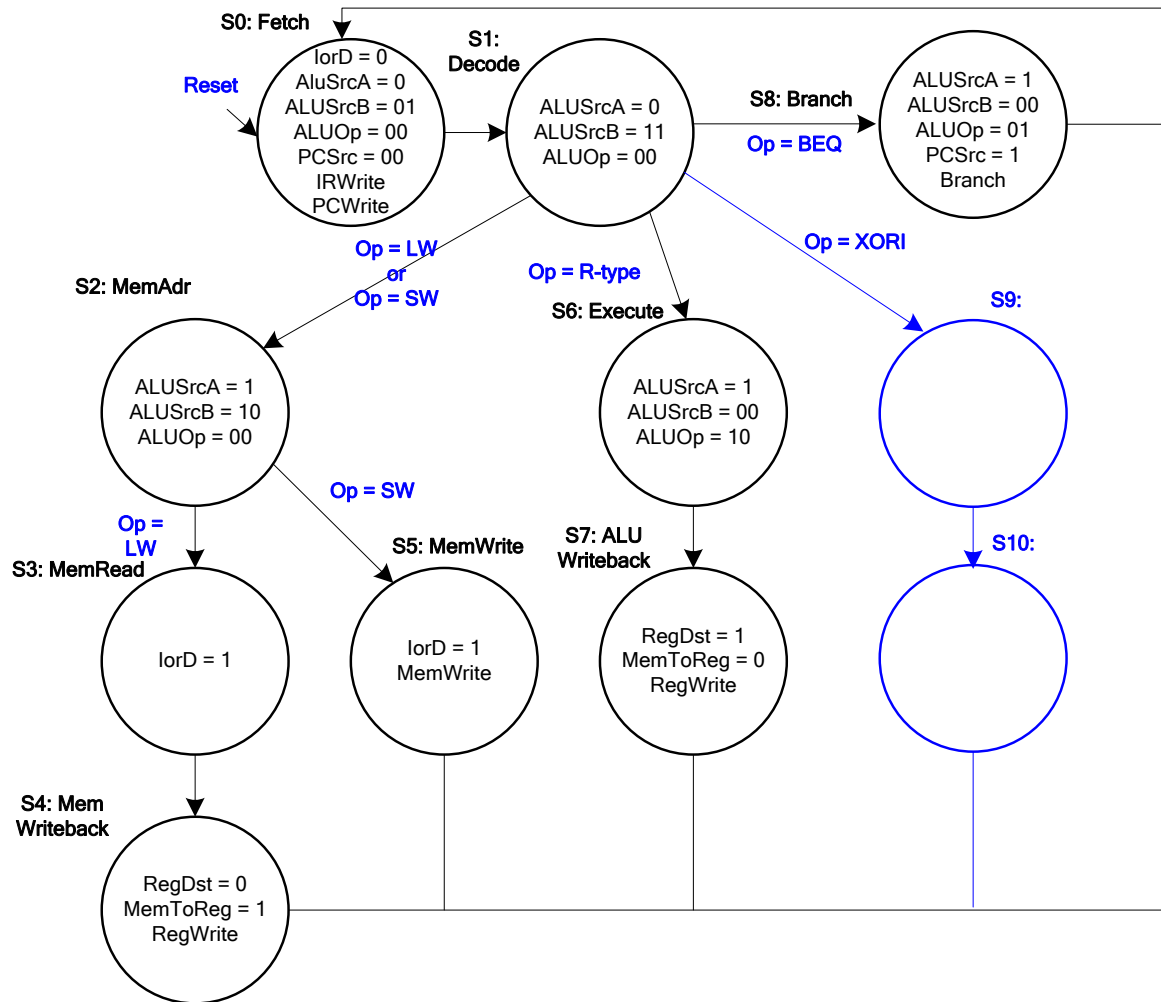 S0: Fetch
IorD = 0
AluSrcA = 0
ALUSrcB = 01
ALUOp = 00
PCSrc = 00
IRWrite
PCWrite
Reset
S1:
Decode
ALUSrcA = 0
ALUSrcB = 11
ALUOp = 00
S8: Branch
Op = BEQ
ALUSrcA = 1
ALUSrcB = 00
ALUOp = 01
PCSrc = 1
Branch
Op = LW
or
Op = SW
Op = R-type
Op = XORI
S2: MemAdr
ALUSrcA = 1
ALUSrcB = 10
ALUOp = 00
S6: Execute
ALUSrcA = 1
ALUSrcB = 00
ALUOp = 10
S9:
Op = SW
Op =
LW
S3: MemRead
IorD = 1
S5: MemWrite
IorD = 1
MemWrite
S7: ALU
Writeback
RegDst = 1
MemToReg = 0
RegWrite
S10:
S4: Mem
Writeback
RegDst = 0
MemToReg = 1
RegWrite